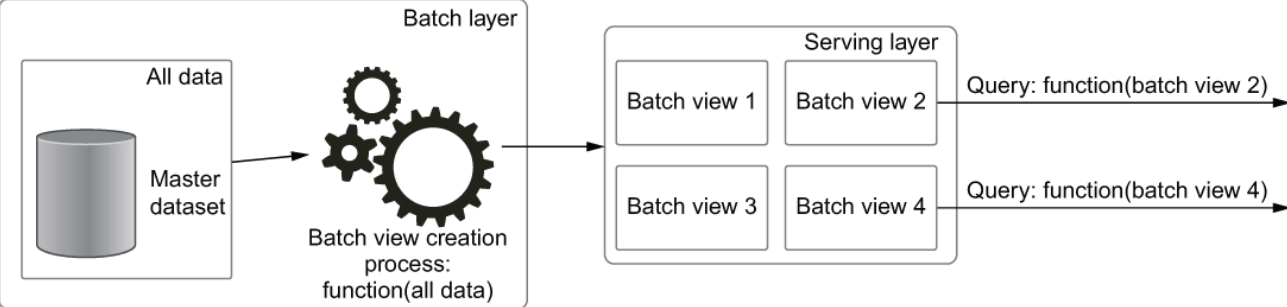 Batch layer
All data
Master
dataset
Batch view creation
process:
function(all data)
Serving layer
Batch view 1
Batch view 2
Batch view 3
Batch view 4
Query: function(batch view 2)
Query: function(batch view 4)